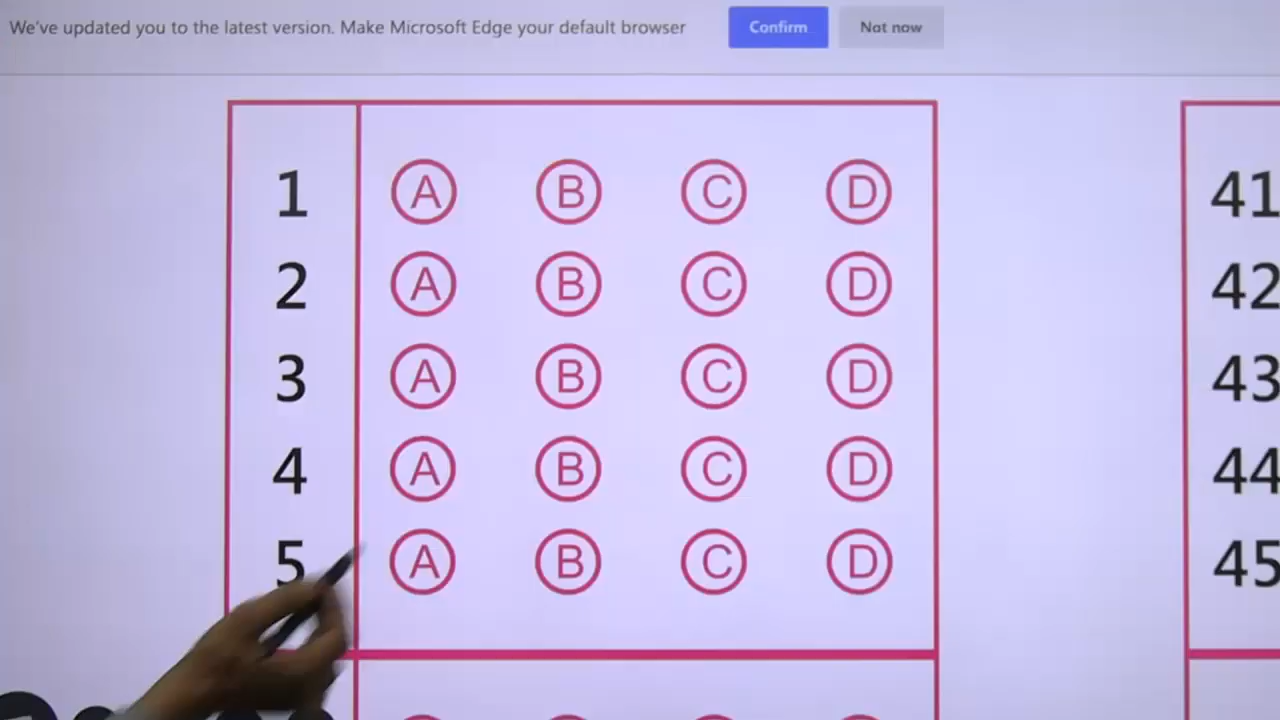 We've updated you to the latest version. Make Microsoft Edge your default browser Confirm Not now
1 A B C D 41
2 A B C D 42
3 A B C D 43
4 A B C D 44
5 A B C D 45